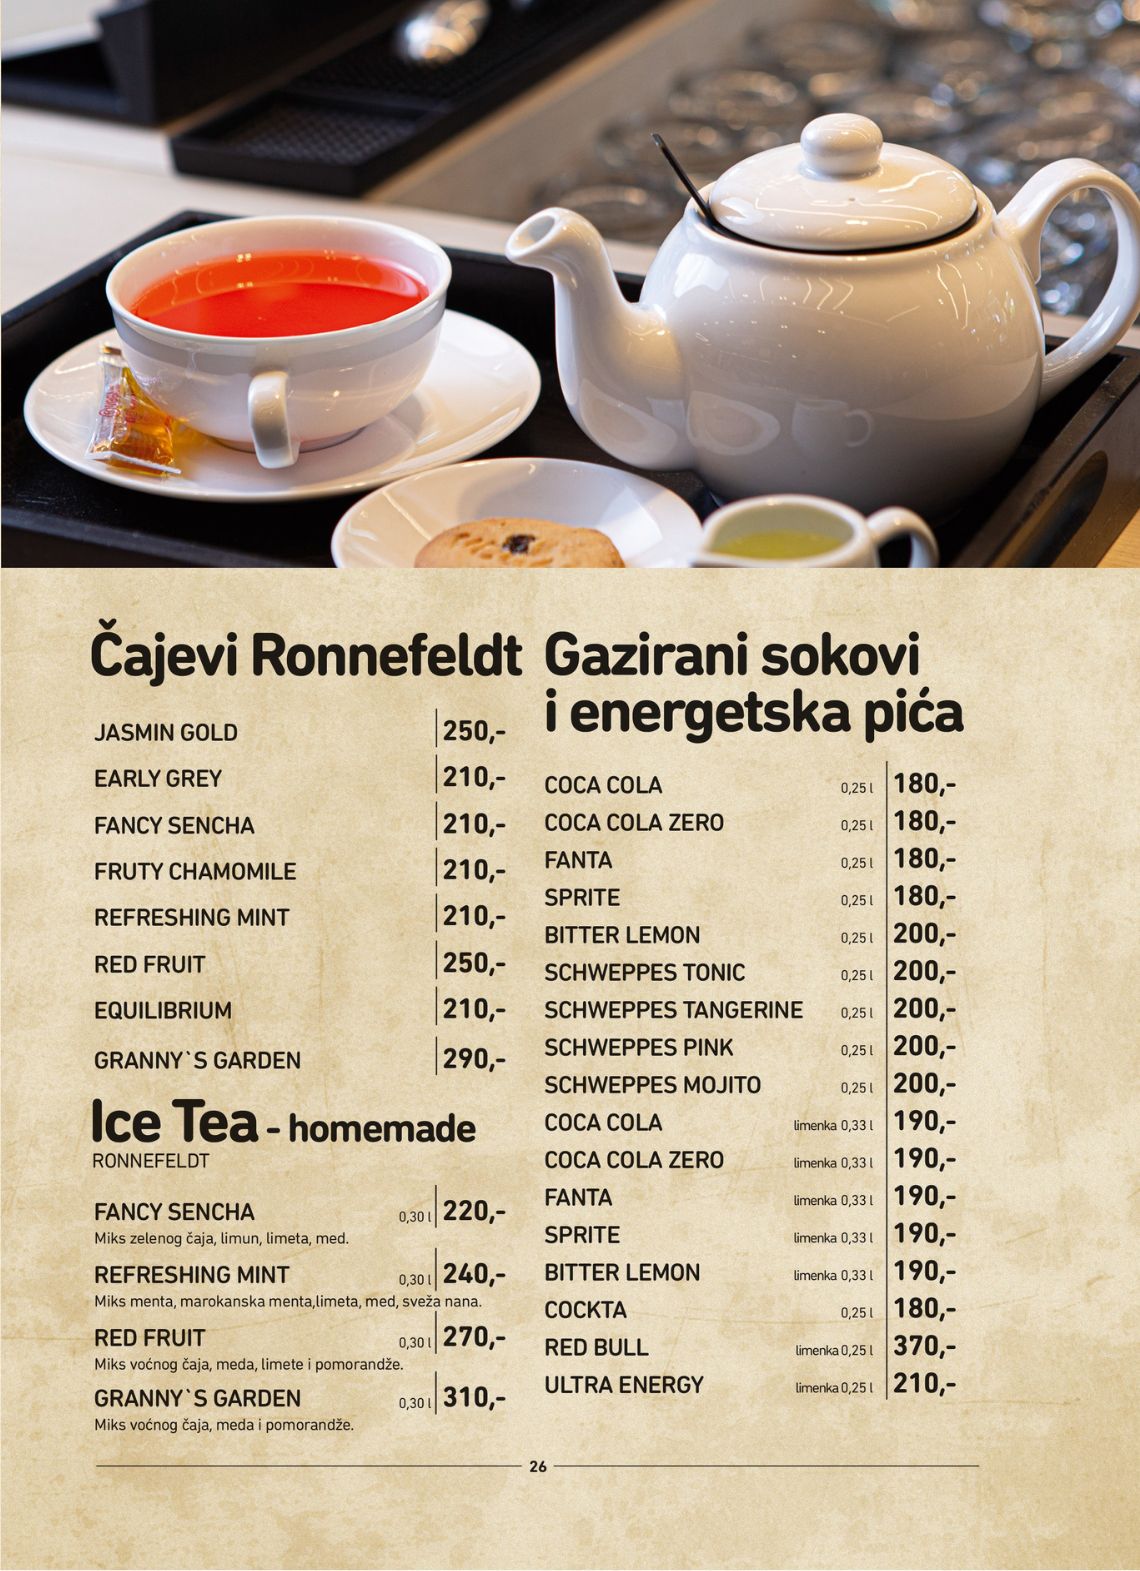 Čajevi Ronnefeldt
JASMIN GOLD 250,-
EARLY GREY 210,-
FANCY SENCHA 210,-
FRUTY CHAMOMILE 210,-
REFRESHING MINT 210,-
RED FRUIT 250,-
EQUILIBRIUM 210,-
GRANNY`S GARDEN 290,-
Ice Tea - homemade
RONNEFELDT
FANCY SENCHA 0,30 l 220,-
Miks zelenog čaja, limun, limeta, med.
REFRESHING MINT 0,30 l 240,-
Miks menta, marokanska menta,limeta, med, sveža nana.
RED FRUIT 0,30 l 270,-
Miks voćnog čaja, meda, limete i pomorandže.
GRANNY`S GARDEN 0,30 l 310,-
Miks voćnog čaja, meda i pomorandže.
Gazirani sokovi
i energetska pića
COCA COLA 0,25 l 180,-
COCA COLA ZERO 0,25 l 180,-
FANTA 0,25 l 180,-
SPRITE 0,25 l 180,-
BITTER LEMON 0,25 l 200,-
SCHWEPPES TONIC 0,25 l 200,-
SCHWEPPES TANGERINE 0,25 l 200,-
SCHWEPPES PINK 0,25 l 200,-
SCHWEPPES MOJITO 0,25 l 200,-
COCA COLA limenka 0,33 l 190,-
COCA COLA ZERO limenka 0,33 l 190,-
FANTA limenka 0,33 l 190,-
SPRITE limenka 0,33 l 190,-
BITTER LEMON limenka 0,33 l 190,-
COCKTA 0,25 l 180,-
RED BULL limenka 0,25 l 370,-
ULTRA ENERGY limenka 0,25 l 210,-
26